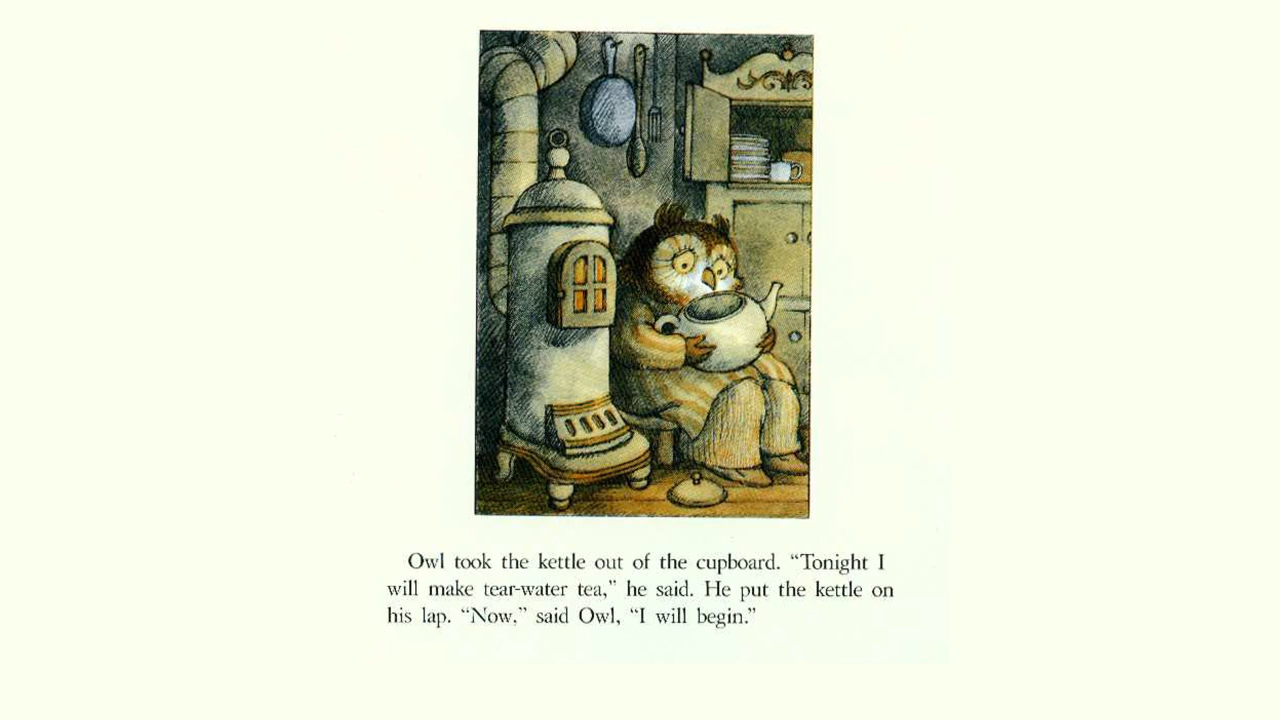 Owl took the kettle out of the cupboard. “Tonight I
will make tear-water tea,” he said. He put the kettle on
his lap. “Now,” said Owl, “I will begin.”